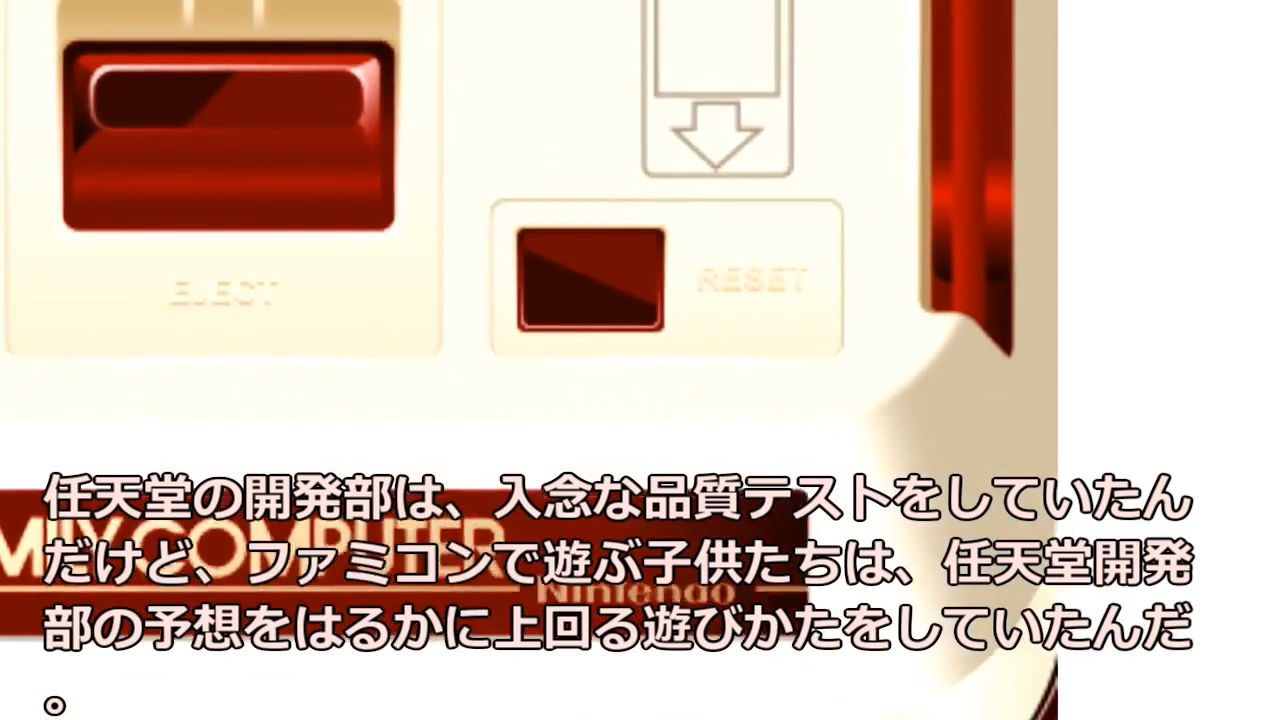 EJECT
RESET
任天堂の開発部は、入念な品質テストをしていたん
MILY COMPUTER
だけど、ファミコンで遊ぶ子供たちは、任天堂開発
Nintendo
部の予想をはるかに上回る遊びかたをしていたんだ
。